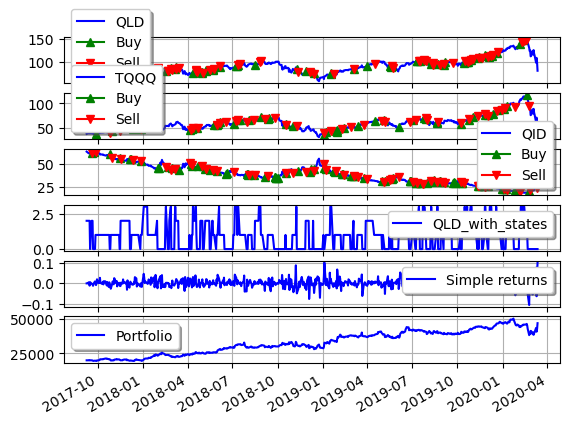 QLD
Buy
Sell
150
100
TQQQ
Buy
Sell
100
50
QID
Buy
Sell
50
25
QLD_with_states
2.5
0.0
Simple returns
0.1
0.0
−0.1
Portfolio
50000
25000
2017-10
2018-01
2018-04
2018-07
2018-10
2019-01
2019-04
2019-07
2019-10
2020-01
2020-04